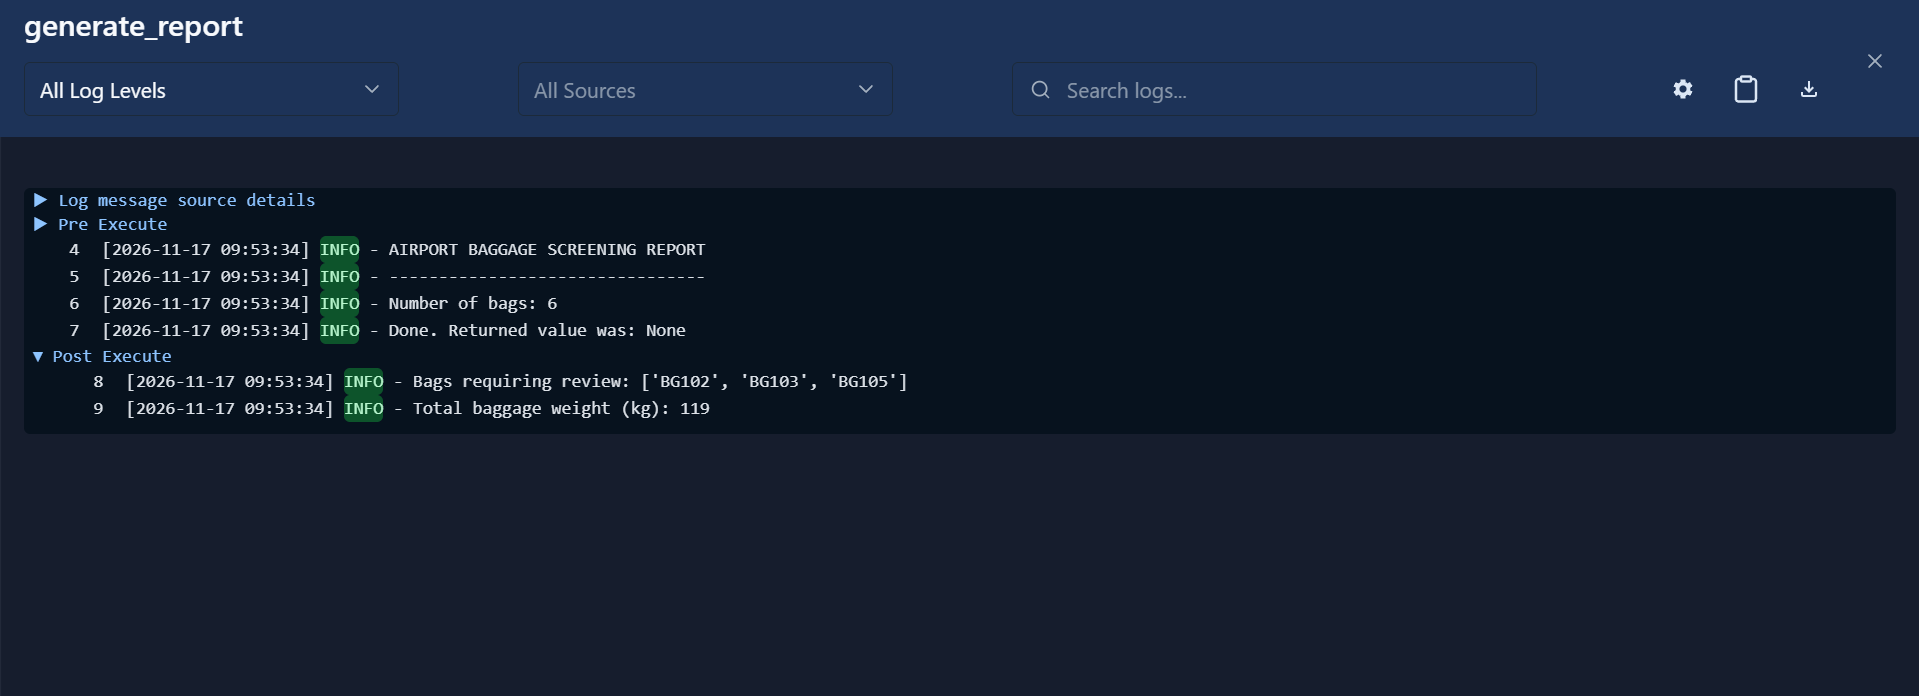 generate_report
All Log Levels
All Sources
Search logs...
Log message source details
Pre Execute
4 [2026-11-17 09:53:34] INFO - AIRPORT BAGGAGE SCREENING REPORT
5 [2026-11-17 09:53:34] INFO - --------------------------------
6 [2026-11-17 09:53:34] INFO - Number of bags: 6
7 [2026-11-17 09:53:34] INFO - Done. Returned value was: None
Post Execute
8 [2026-11-17 09:53:34] INFO - Bags requiring review: ['BG102', 'BG103', 'BG105']
9 [2026-11-17 09:53:34] INFO - Total baggage weight (kg): 119